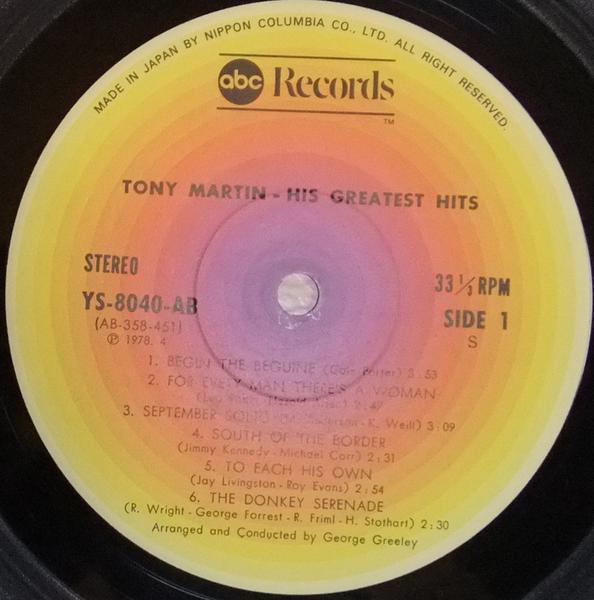 MADE IN JAPAN BY NIPPON COLUMBIA CO., LTD. ALL RIGHT RESERVED.
abc Records
TM
TONY MARTIN - HIS GREATEST HITS
STEREO
33 1/3 RPM
YS-8040-AB
SIDE 1
(AB-358-451)
S
℗ 1978. 4
1. BEGIN THE BEGUINE (Cole Porter) 3:53
2. FOR EVERY MAN THERE'S A WOMAN
2:47
3. SEPTEMBER SONG K. Weill) 3:09
4. SOUTH OF THE BORDER
(Jimmy Kennedy - Michael Carr) 2:31
5. TO EACH HIS OWN
(Jay Livingston - Roy Evans) 2:54
6. THE DONKEY SERENADE
(R. Wright - George Forrest - R. Friml - H. Stothart) 2:30
Arranged and Conducted by George Greeley